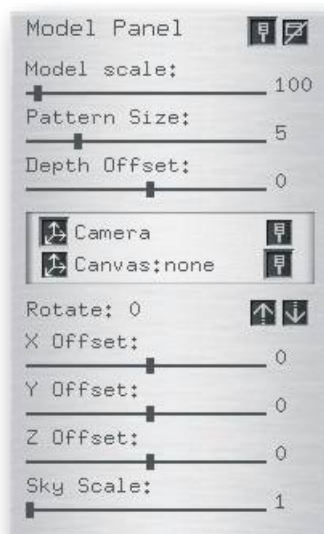 Model Panel
Model scale:
100
Pattern Size:
5
Depth Offset:
0
Camera
Canvas:none
Rotate: 0
X Offset:
0
Y Offset:
0
Z Offset:
0
Sky Scale:
1